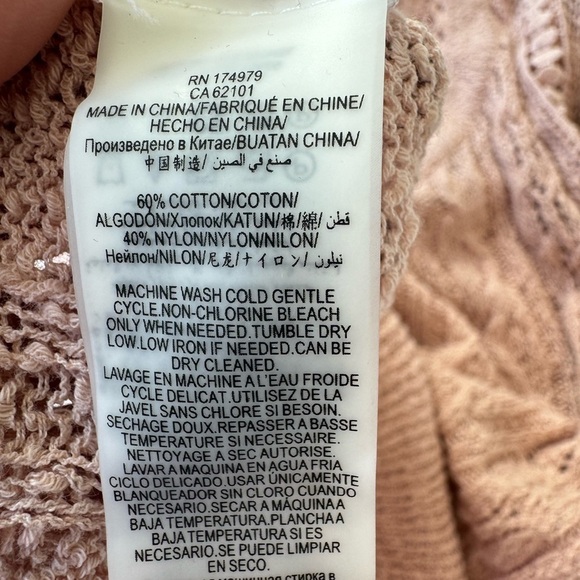 RN 174979
CA 62101
MADE IN CHINA/FABRIQUÉ EN CHINE/
HECHO EN CHINA/
Произведено в Китае/BUATAN CHINA/
中国制造/ صنع في الصين/
60% COTTON/COTON/
ALGODÓN/Хлопок/KATUN/棉/綿/ قطن
40% NYLON/NYLON/NILON/
Нейлон/NILON/尼龙/ナイロン/ نيلون
MACHINE WASH COLD GENTLE
CYCLE.NON-CHLORINE BLEACH
ONLY WHEN NEEDED.TUMBLE DRY
LOW.LOW IRON IF NEEDED.CAN BE
DRY CLEANED.
LAVAGE EN MACHINE A L'EAU FROIDE
CYCLE DELICAT.UTILISEZ DE LA
JAVEL SANS CHLORE SI BESOIN.
SECHAGE DOUX.REPASSER A BASSE
TEMPERATURE SI NECESSAIRE.
NETTOYAGE A SEC AUTORISE.
LAVAR A MAQUINA EN AGUA FRIA
CICLO DELICADO.USAR ÚNICAMENTE
BLANQUEADOR SIN CLORO CUANDO
NECESARIO.SECAR A MÁQUINA A
BAJA TEMPERATURA.PLANCHA A
BAJA TEMPERATURA SI ES
NECESARIO.SE PUEDE LIMPIAR
EN SECO.
машинная стирка в